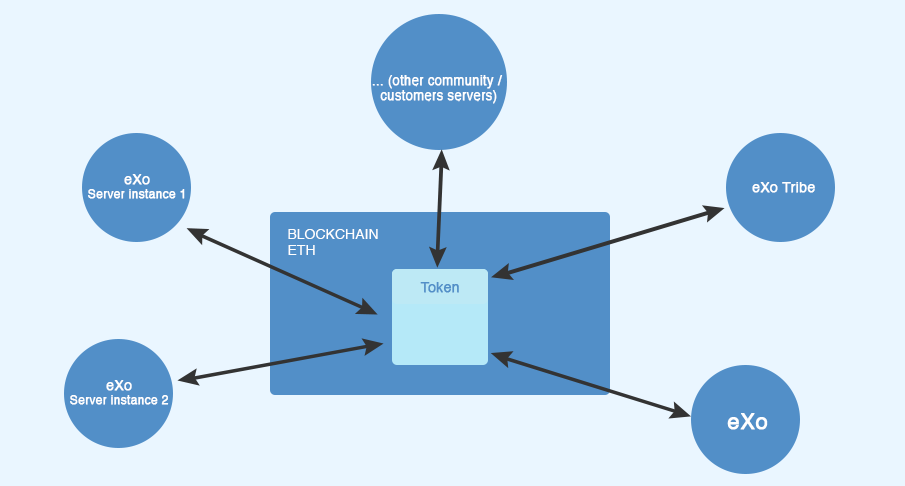 ... (other community /
customers servers)
eXo
Server instance 1
eXo Tribe
BLOCKCHAIN
ETH
Token
eXo
Server instance 2
eXo